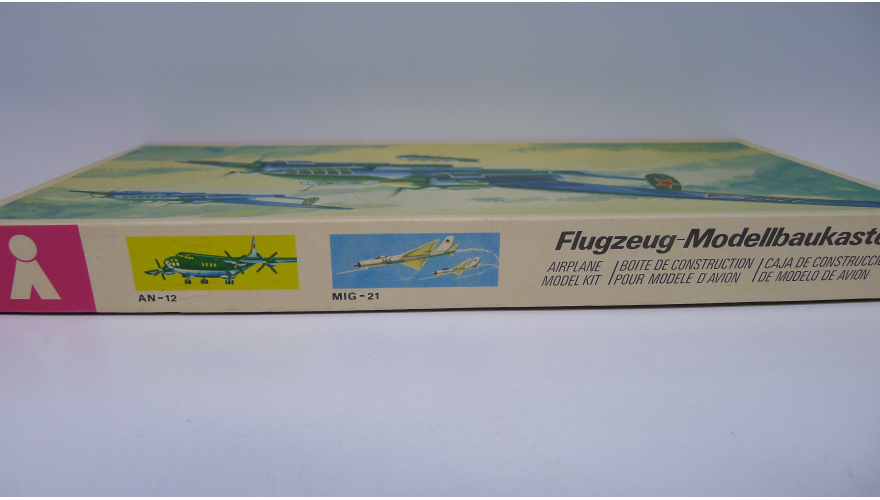 AN-12
MIG-21
Flugzeug-Modellbaukaste
AIRPLANE
MODEL KIT
BOITE DE CONSTRUCTION
POUR MODELE D'AVION
CAJA DE CONSTRUCCIO
DE MODELO DE AVION